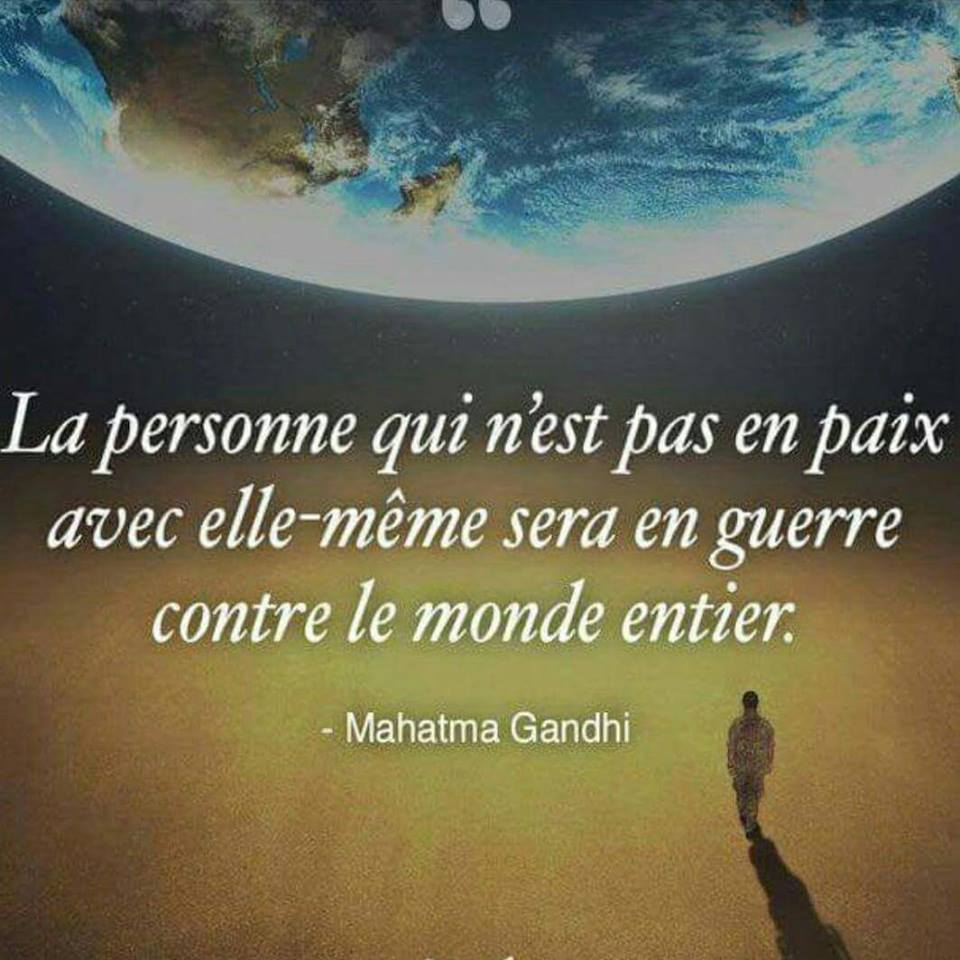 “
La personne qui n’est pas en paix
avec elle-même sera en guerre
contre le monde entier.
- Mahatma Gandhi